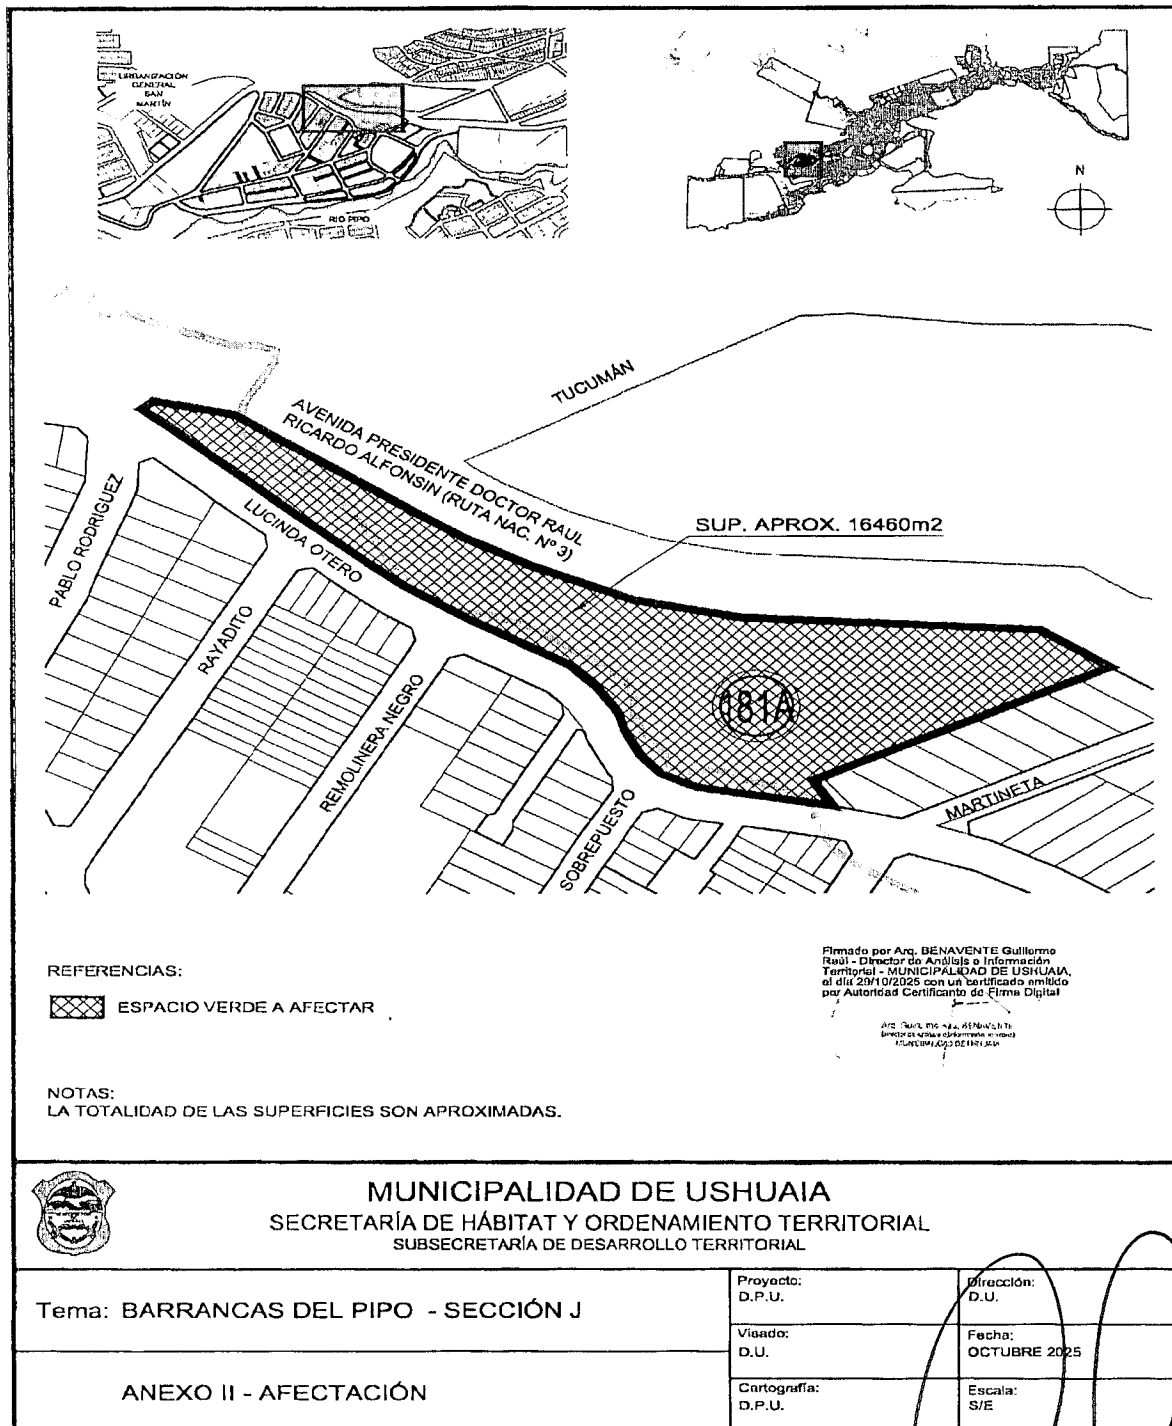 URBANIZACIÓN
GENERAL
SAN
MARTÍN
RIO PIPO
N
TUCUMÁN
AVENIDA PRESIDENTE DOCTOR RAUL
RICARDO ALFONSIN (RUTA NAC. Nº 3)
SUP. APROX. 16460m2
LUCINDA OTERO
PABLO RODRIGUEZ
RAYADITO
REMOLINERA NEGRO
SOBREPUESTO
181A
MARTINETA
REFERENCIAS:
ESPACIO VERDE A AFECTAR
Firmado por Arq. BENAVENTE Guillermo
Raúl - Director de Análisis e Información
Territorial - MUNICIPALIDAD DE USHUAIA,
el día 29/10/2025 con un certificado emitido
por Autoridad Certificante de Firma Digital
BENAVENTE
MUNICIPALIDAD DE USHUAIA
NOTAS:
LA TOTALIDAD DE LAS SUPERFICIES SON APROXIMADAS.
MUNICIPALIDAD DE USHUAIA
SECRETARÍA DE HÁBITAT Y ORDENAMIENTO TERRITORIAL
SUBSECRETARÍA DE DESARROLLO TERRITORIAL
Tema: BARRANCAS DEL PIPO - SECCIÓN J
ANEXO II - AFECTACIÓN
Proyecto:
D.P.U.
Dirección:
D.U.
Visado:
D.U.
Fecha:
OCTUBRE 2025
Cartografía:
D.P.U.
Escala:
S/E